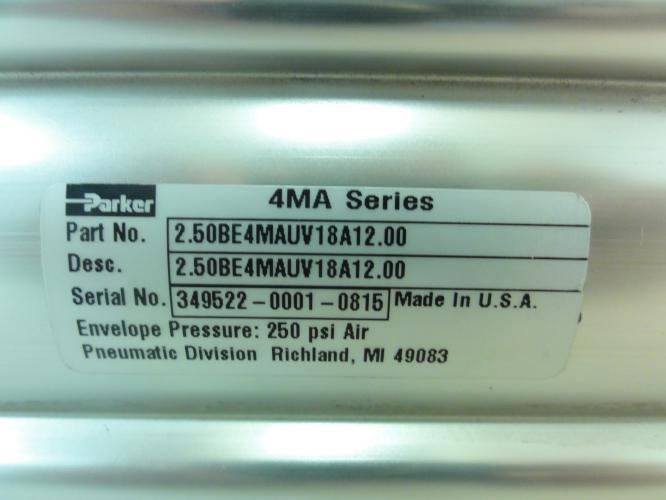 Parker 4MA Series
Part No. 2.50BE4MAUV18A12.00
Desc. 2.50BE4MAUV18A12.00
Serial No. 349522-0001-0815 Made In U.S.A.
Envelope Pressure: 250 psi Air
Pneumatic Division Richland, MI 49083